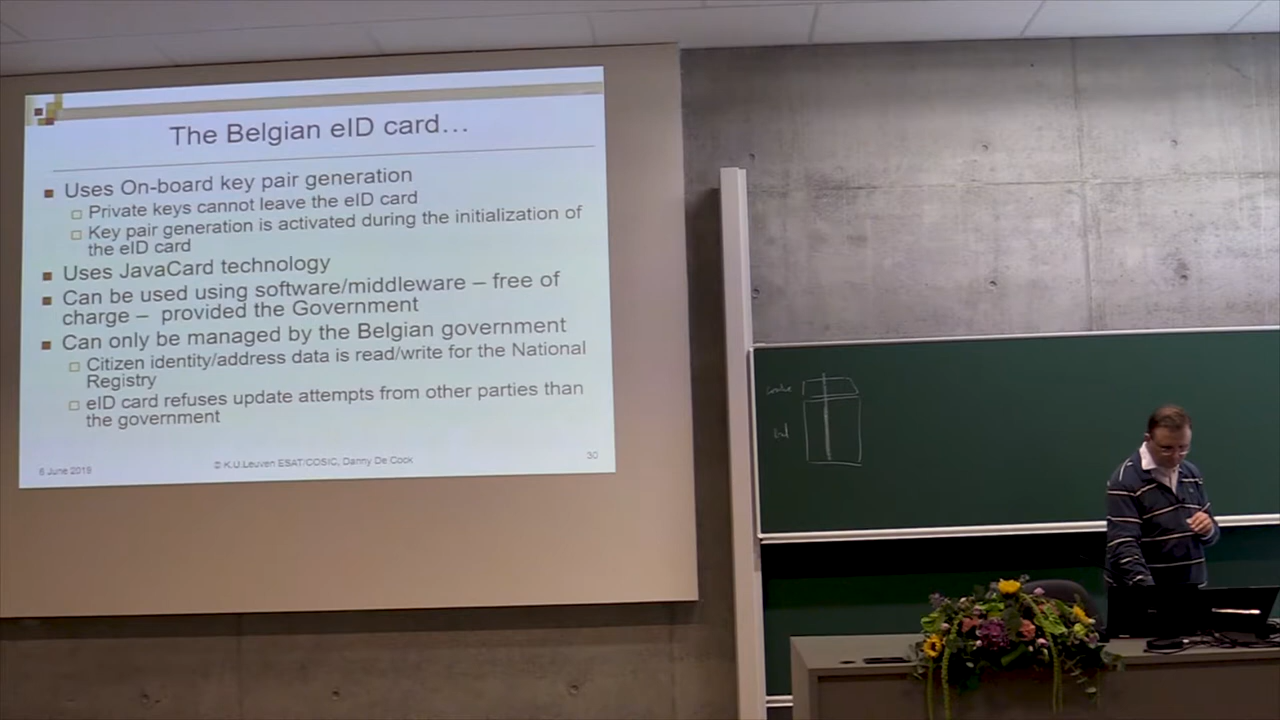 The Belgian eID card…
Uses On-board key pair generation
Private keys cannot leave the eID card
Key pair generation is activated during the initialization of
the eID card
Uses JavaCard technology
Can be used using software/middleware – free of
charge – provided the Government
Can only be managed by the Belgian government
Citizen identity/address data is read/write for the National
Registry
eID card refuses update attempts from other parties than
the government
6 June 2019
© K.U.Leuven ESAT/COSIC, Danny De Cock
30